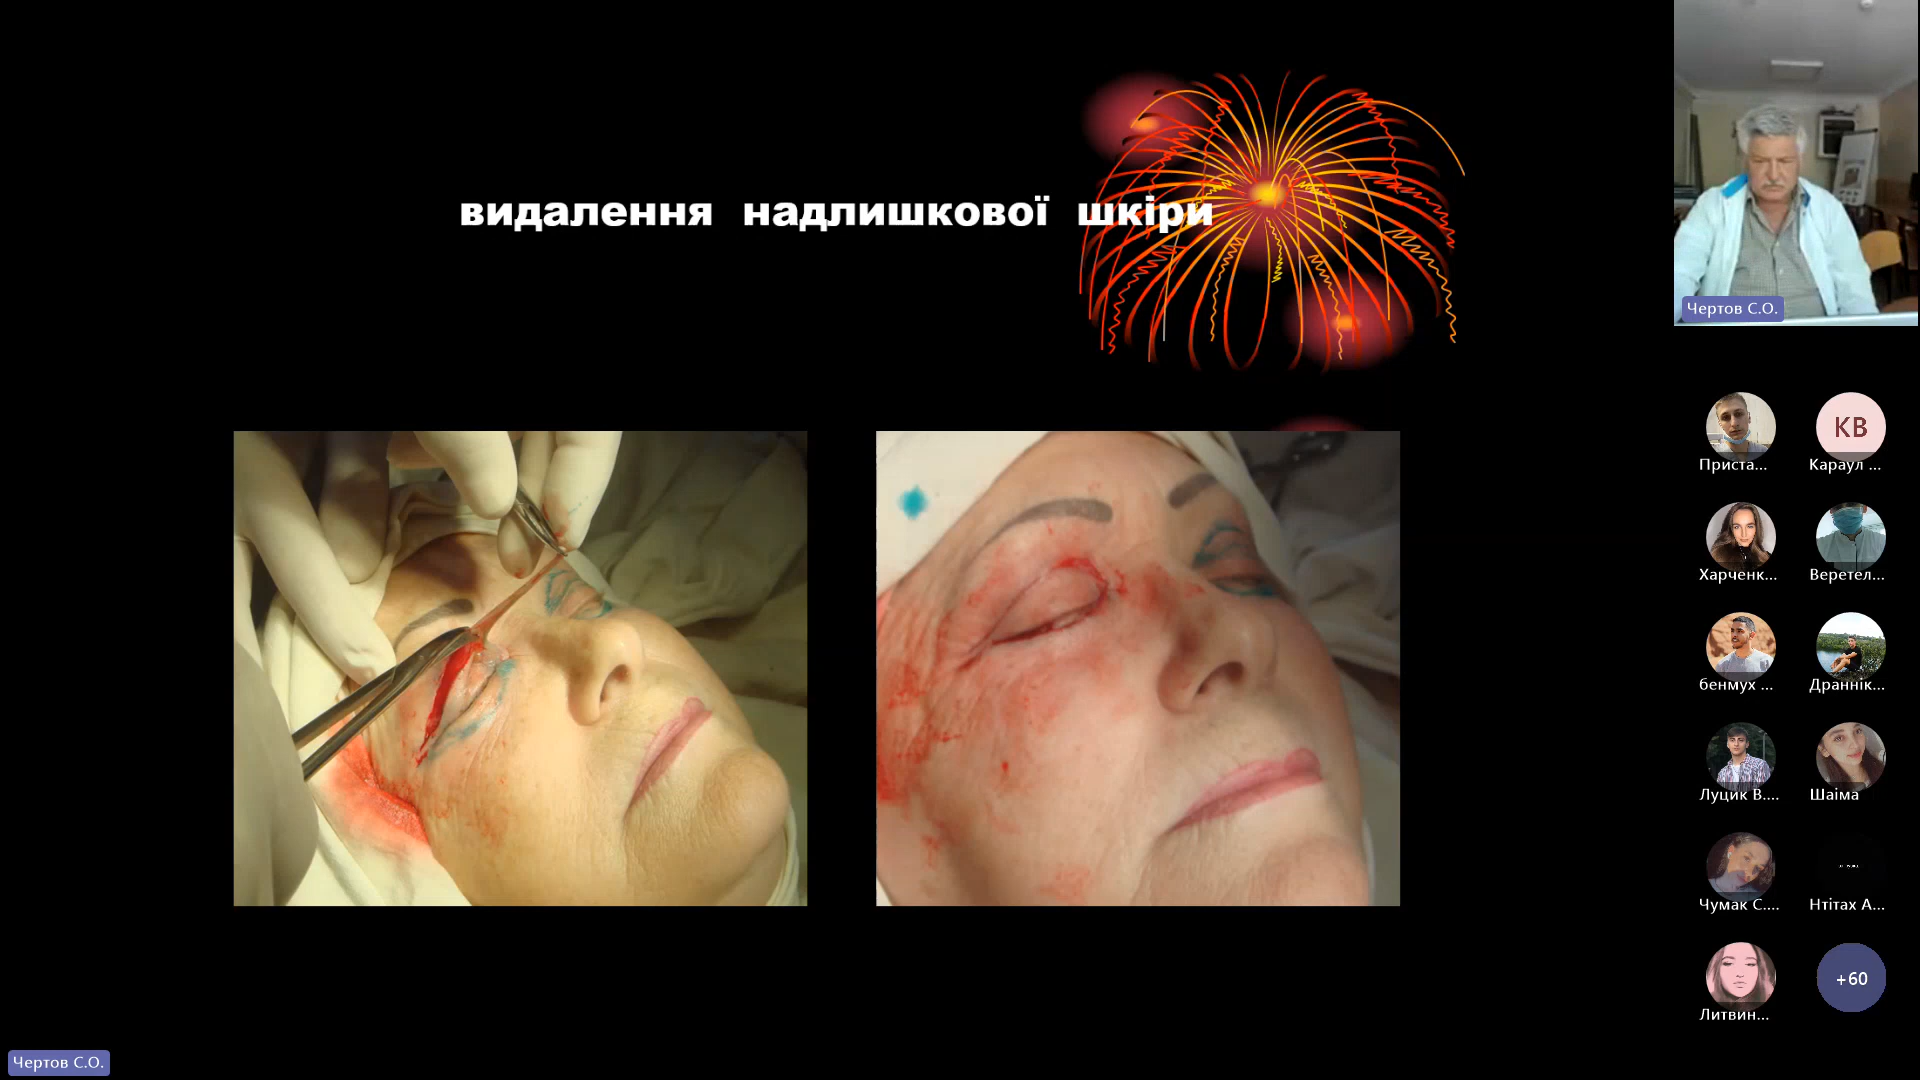 видалення надлишкової шкіри
Чертов С.О.
Приста...
КВ
Караул ...
Харченк...
Веретел...
бенмух ...
Драннік...
Луцик В....
Шаіма
Чумак С....
Нтітах А...
Литвин...
+60
Чертов С.О.